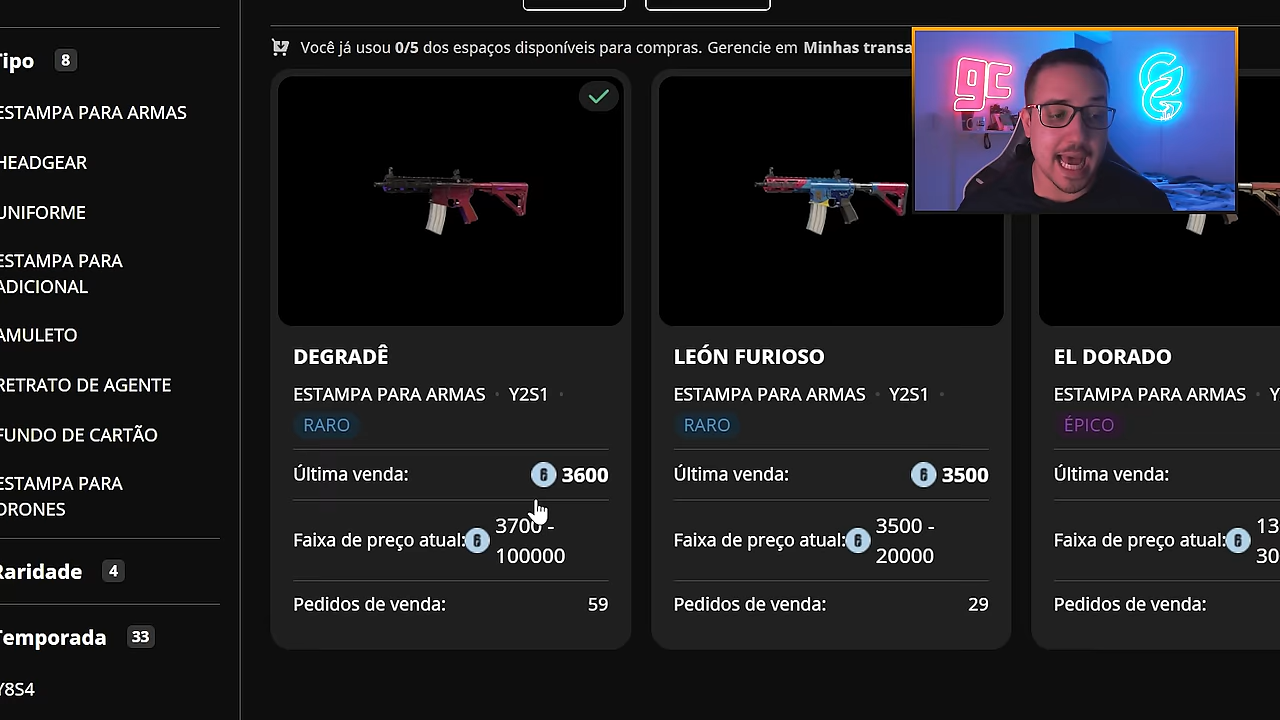 Tipo 8
ESTAMPA PARA ARMAS
HEADGEAR
UNIFORME
ESTAMPA PARA
ADICIONAL
AMULETO
RETRATO DE AGENTE
FUNDO DE CARTÃO
ESTAMPA PARA
DRONES
Raridade 4
Temporada 33
Y8S4
Você já usou 0/5 dos espaços disponíveis para compras. Gerencie em Minhas transa
gc
DEGRADÊ
ESTAMPA PARA ARMAS · Y2S1 ·
RARO
Última venda: 3600
Faixa de preço atual: 3700 -
100000
Pedidos de venda: 59
LEÓN FURIOSO
ESTAMPA PARA ARMAS · Y2S1 ·
RARO
Última venda: 3500
Faixa de preço atual: 3500 -
20000
Pedidos de venda: 29
EL DORADO
ESTAMPA PARA ARMAS · Y
ÉPICO
Última venda:
Faixa de preço atual: 13
30
Pedidos de venda: